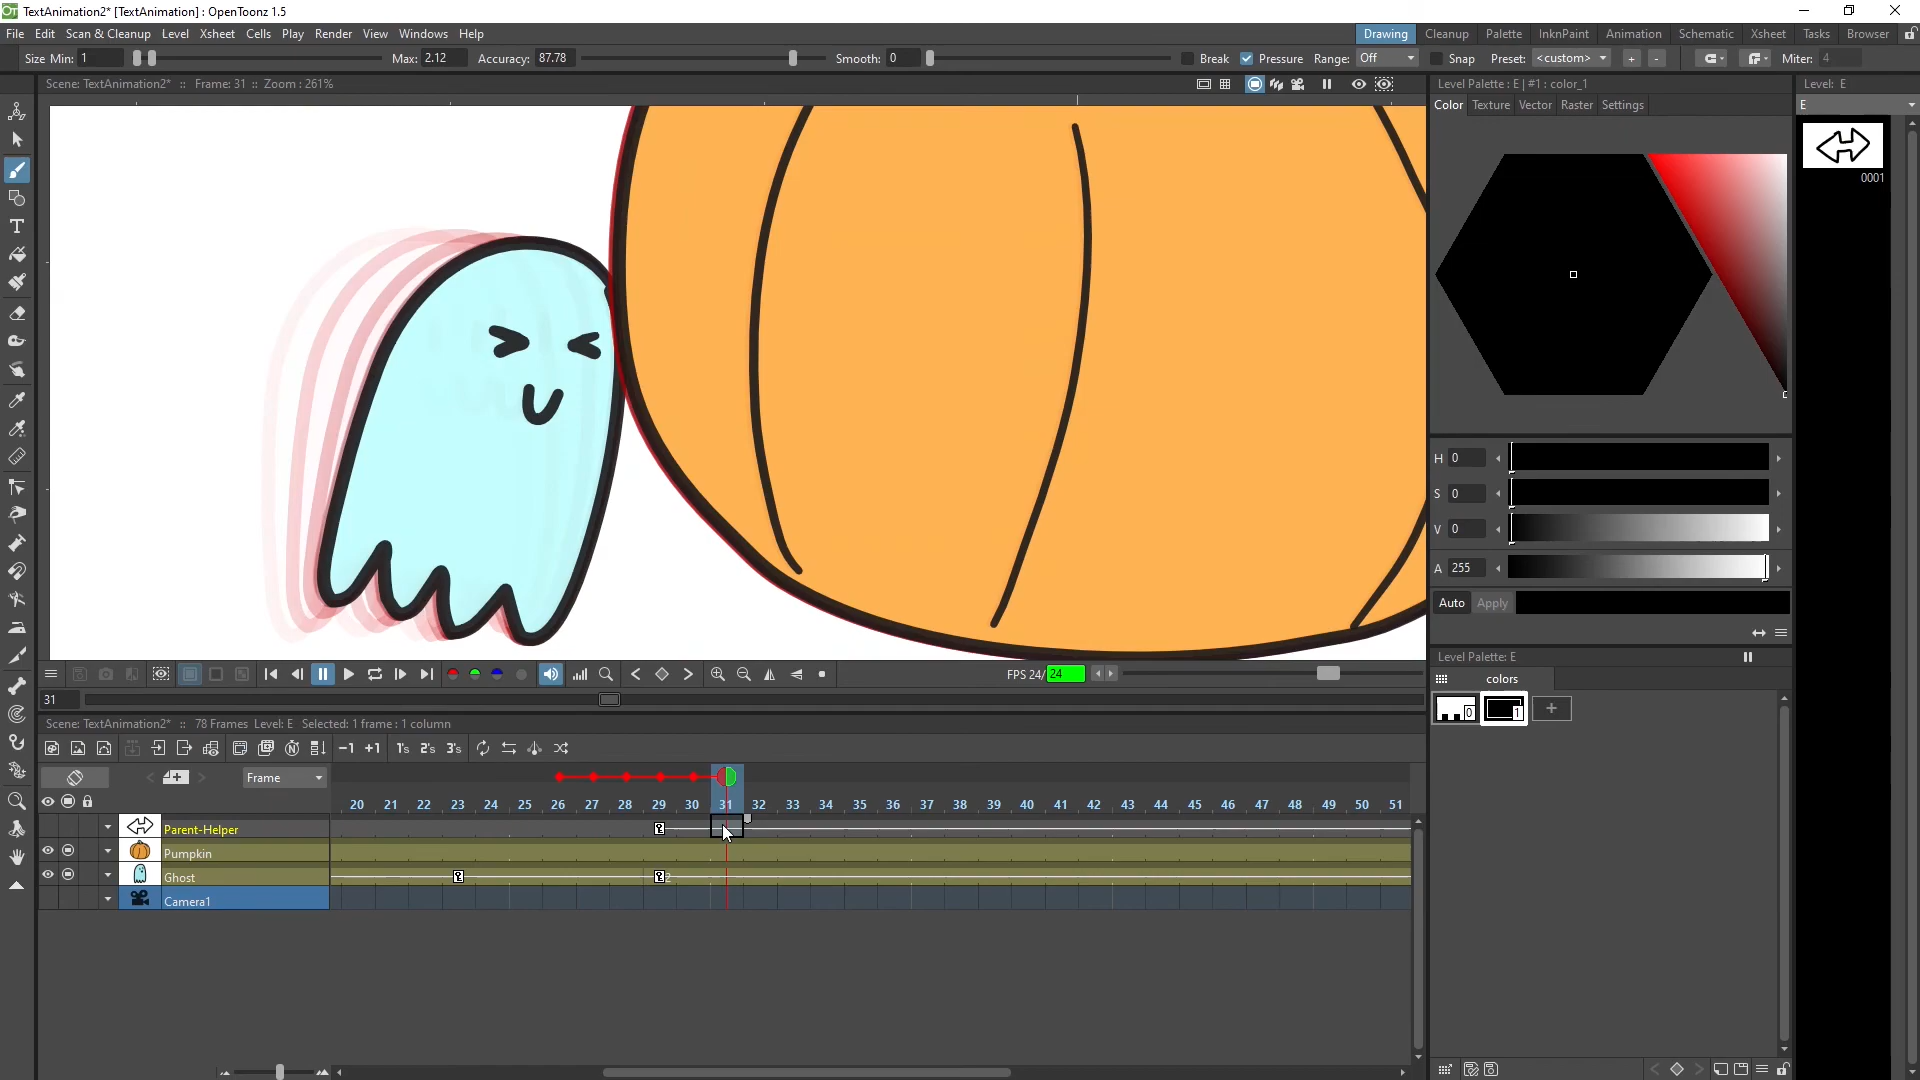 TextAnimation2* [TextAnimation] : OpenToonz 1.5
File Edit Scan & Cleanup Level Xsheet Cells Play Render View Windows Help
Drawing Cleanup Palette InknPaint Animation Schematic Xsheet Tasks Browser
Size Min: 1 Max: 2.12 Accuracy: 87.78 Smooth: 0 Break Pressure Range: Off Snap Preset: <custom> + - Miter: 4
Scene: TextAnimation2* :: Frame: 31 :: Zoom : 261%
Level Palette : E | #1 : color_1
Level: E
Color Texture Vector Raster Settings
E
0001
H 0
S 0
V 0
A 255
Auto Apply
Level Palette: E
colors
0 1 +
FPS 24/ 24
31
Scene: TextAnimation2* :: 78 Frames Level: E Selected: 1 frame : 1 column
-1 +1 1's 2's 3's
Frame
20 21 22 23 24 25 26 27 28 29 30 31 32 33 34 35 36 37 38 39 40 41 42 43 44 45 46 47 48 49 50 51
Parent-Helper
Pumpkin
Ghost
Camera1